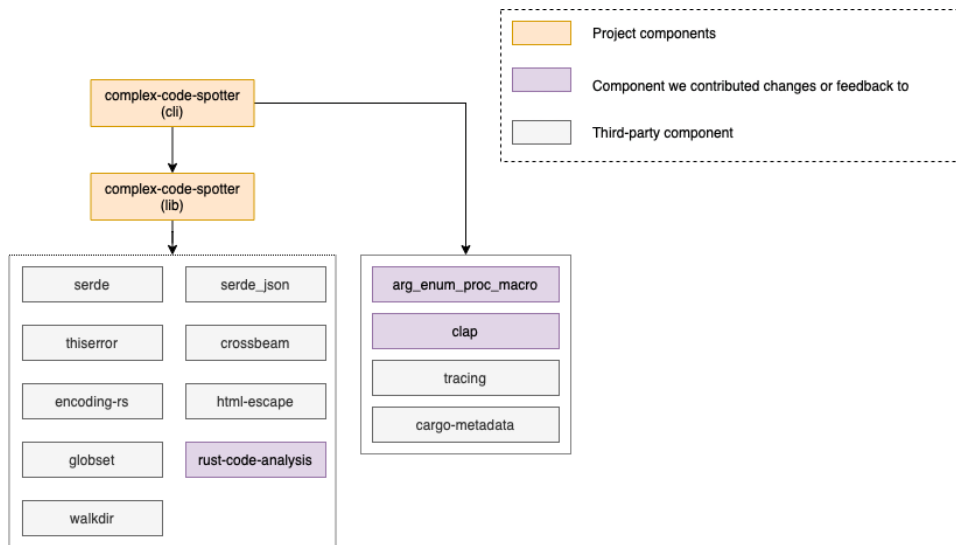 Project components
Component we contributed changes or feedback to
Third-party component
complex-code-spotter
(cli)
complex-code-spotter
(lib)
serde
serde_json
thiserror
crossbeam
encoding-rs
html-escape
globset
rust-code-analysis
walkdir
arg_enum_proc_macro
clap
tracing
cargo-metadata